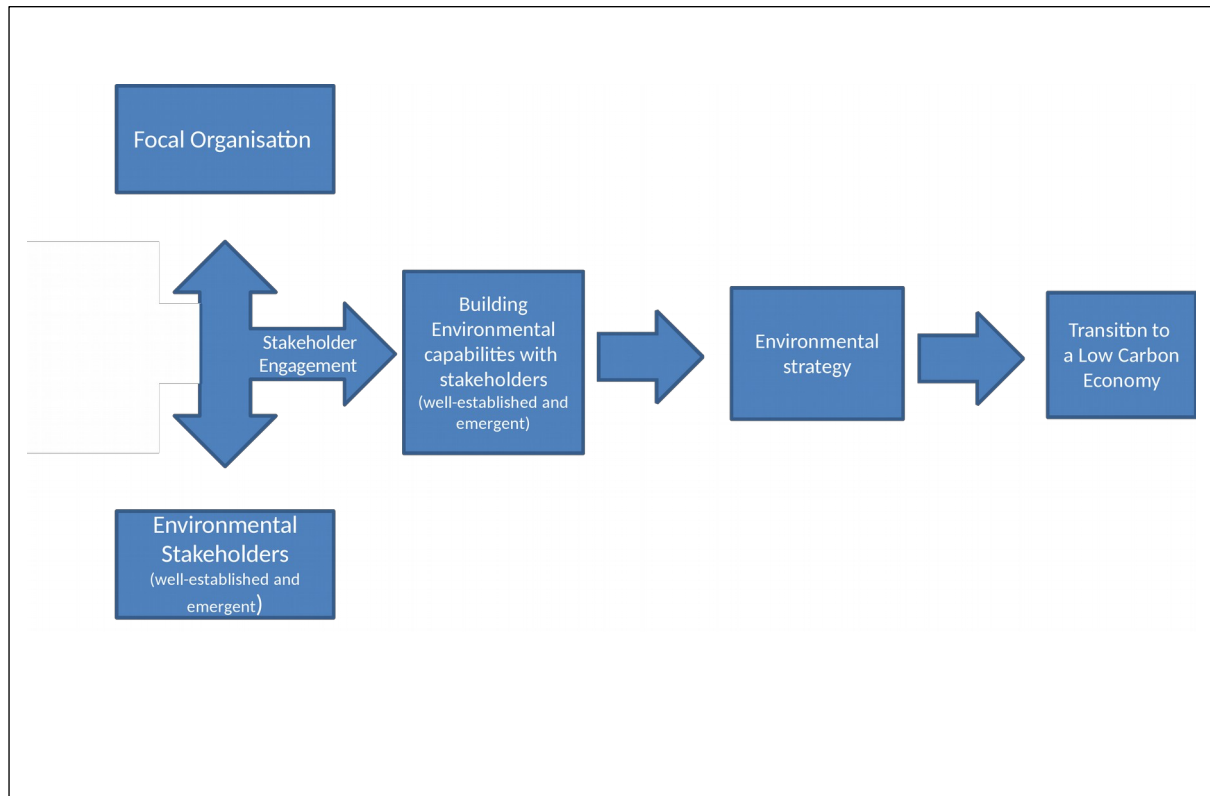 Focal Organisation
Stakeholder
Engagement
Building
Environmental
capabilities with
stakeholders
(well-established and
emergent)
Environmental
strategy
Transition to
a Low Carbon
Economy
Environmental
Stakeholders
(well-established and
emergent)